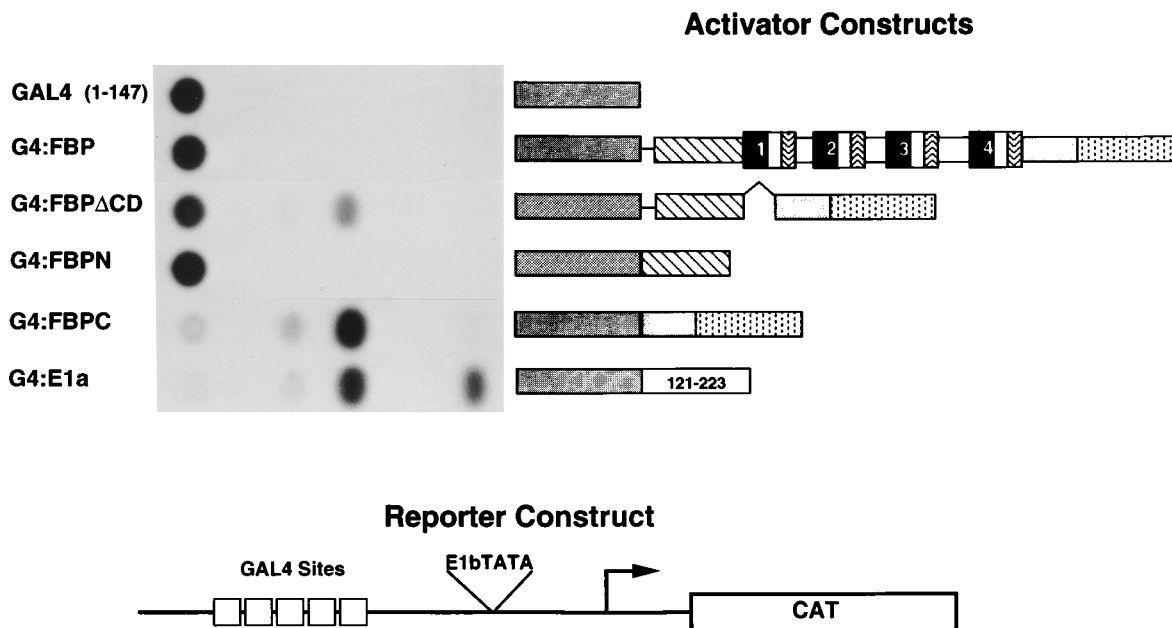 Activator Constructs
GAL4 (1-147)
G4:FBP
1 2 3 4
G4:FBPΔCD
G4:FBPN
G4:FBPC
G4:E1a
121-223
Reporter Construct
GAL4 Sites
E1bTATA
CAT